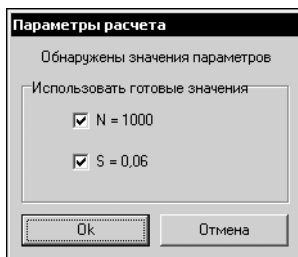 Параметры расчета
Обнаружены значения параметров
Использовать готовые значения
N = 1000
S = 0,06
Ok
Отмена